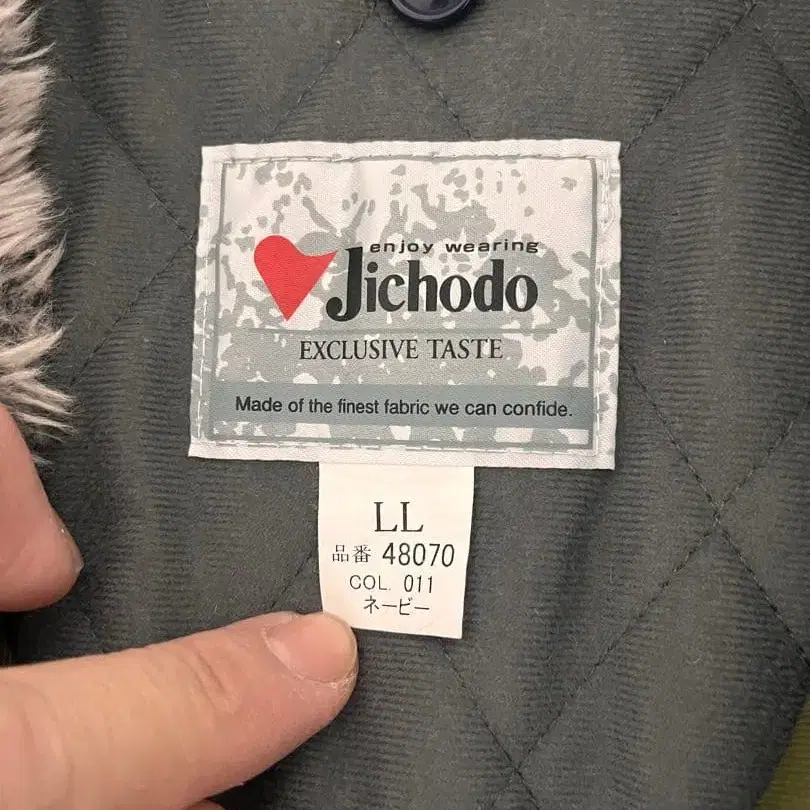 enjoy wearing
Jichodo
EXCLUSIVE TASTE
Made of the finest fabric we can confide.
LL
品番 48070
COL. 011
ネービー